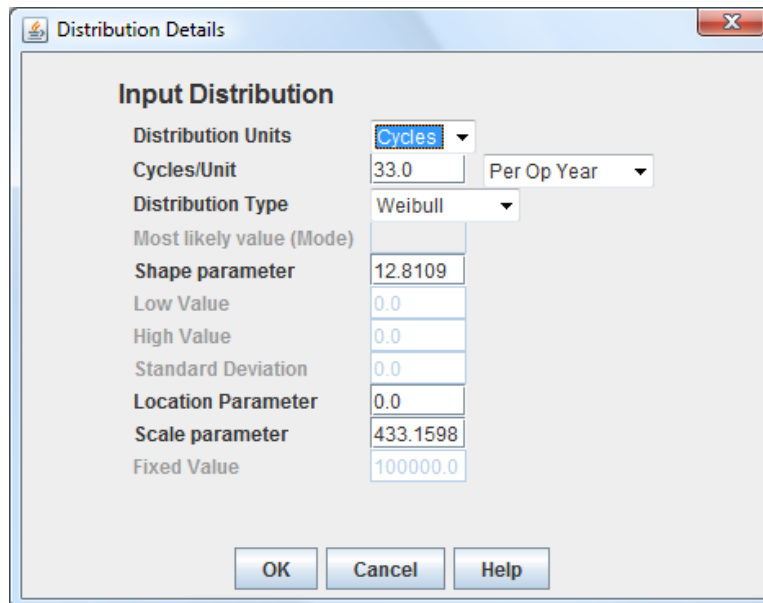 Distribution Details
Input Distribution
Distribution Units Cycles
Cycles/Unit 33.0 Per Op Year
Distribution Type Weibull
Most likely value (Mode)
Shape parameter 12.8109
Low Value 0.0
High Value 0.0
Standard Deviation 0.0
Location Parameter 0.0
Scale parameter 433.1598
Fixed Value 100000.0
OK Cancel Help